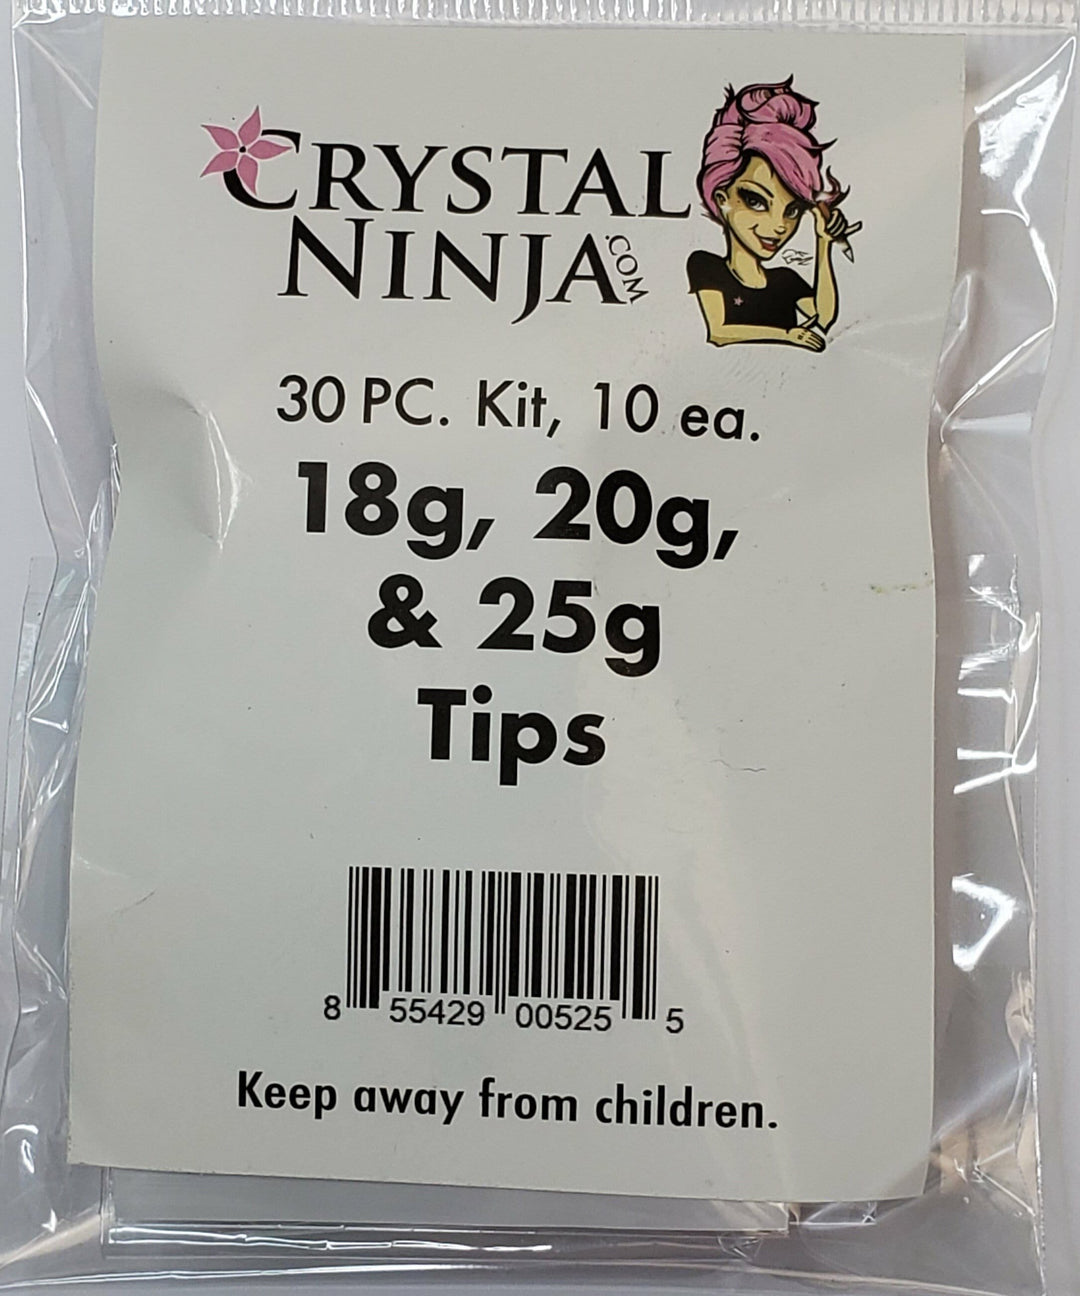 CRYSTAL
NINJA.COM
30 PC. Kit, 10 ea.
18g, 20g,
& 25g
Tips
8 55429 00525 5
Keep away from children.